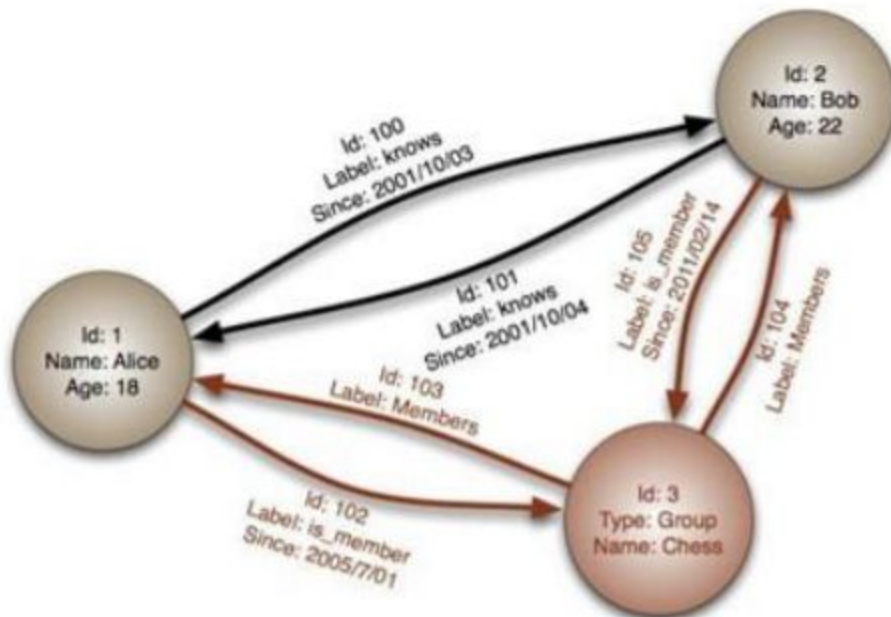 Id: 2
Name: Bob
Age: 22
Id: 100
Label: knows
Since: 2001/10/03
Id: 101
Label: knows
Since: 2001/10/04
Id: 105
Label: is_member
Since: 2011/02/14
Id: 104
Label: Members
Id: 1
Name: Alice
Age: 18
Id: 103
Label: Members
Id: 102
Label: is_member
Since: 2005/7/01
Id: 3
Type: Group
Name: Chess